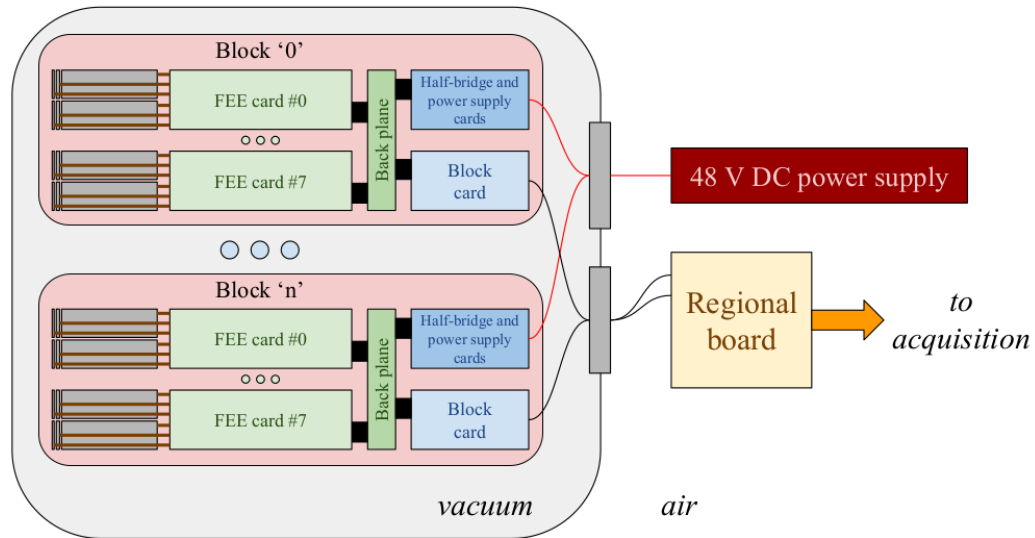 Block ‘0’
FEE card #0
FEE card #7
Back plane
Half-bridge and
power supply
cards
Block
card
Block ‘n’
FEE card #0
FEE card #7
Back plane
Half-bridge and
power supply
cards
Block
card
48 V DC power supply
Regional
board
to
acquisition
vacuum
air